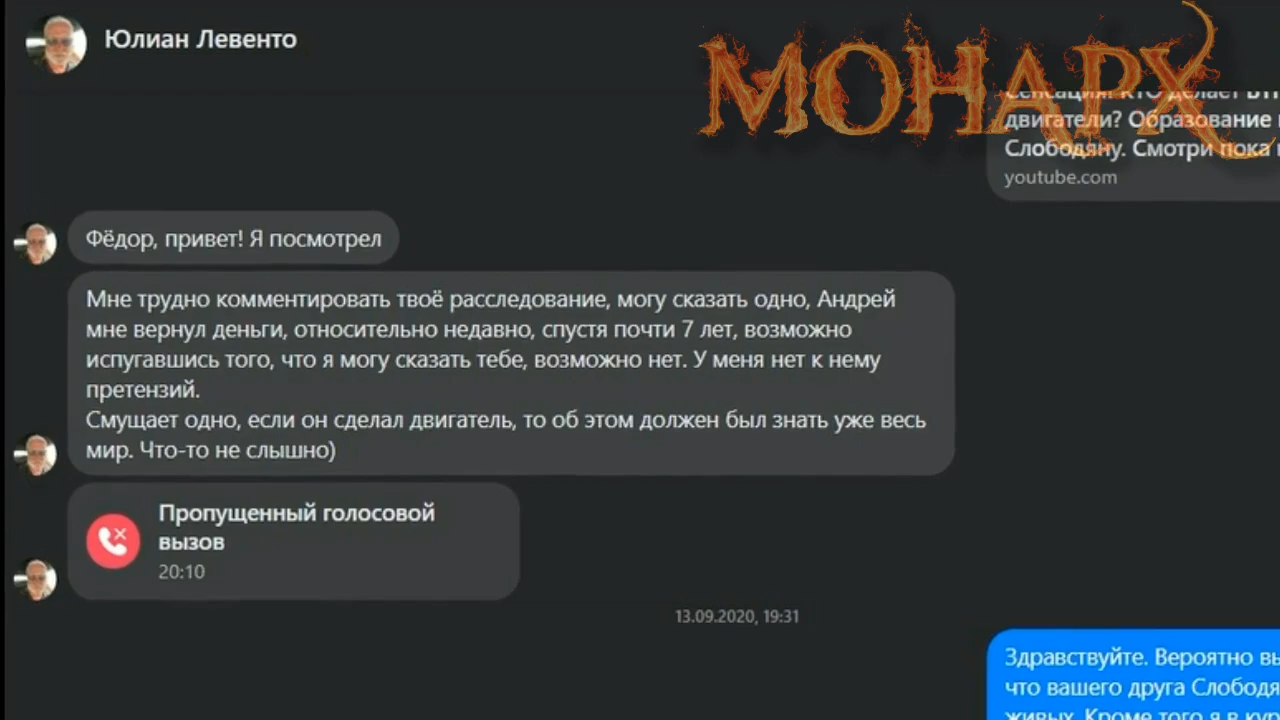 Юлиан Левенто
МОНАРХ
Сенсация! КТО делает
двигатели? Образование
Слободяну. Смотри пока
youtube.com
Фёдор, привет! Я посмотрел
Мне трудно комментировать твоё расследование, могу сказать одно, Андрей
мне вернул деньги, относительно недавно, спустя почти 7 лет, возможно
испугавшись того, что я могу сказать тебе, возможно нет. У меня нет к нему
претензий.
Смущает одно, если он сделал двигатель, то об этом должен был знать уже весь
мир. Что-то не слышно)
Пропущенный голосовой
вызов
20:10
13.09.2020, 19:31
Здравствуйте. Вероятно
что вашего друга
живых. Кроме того я в